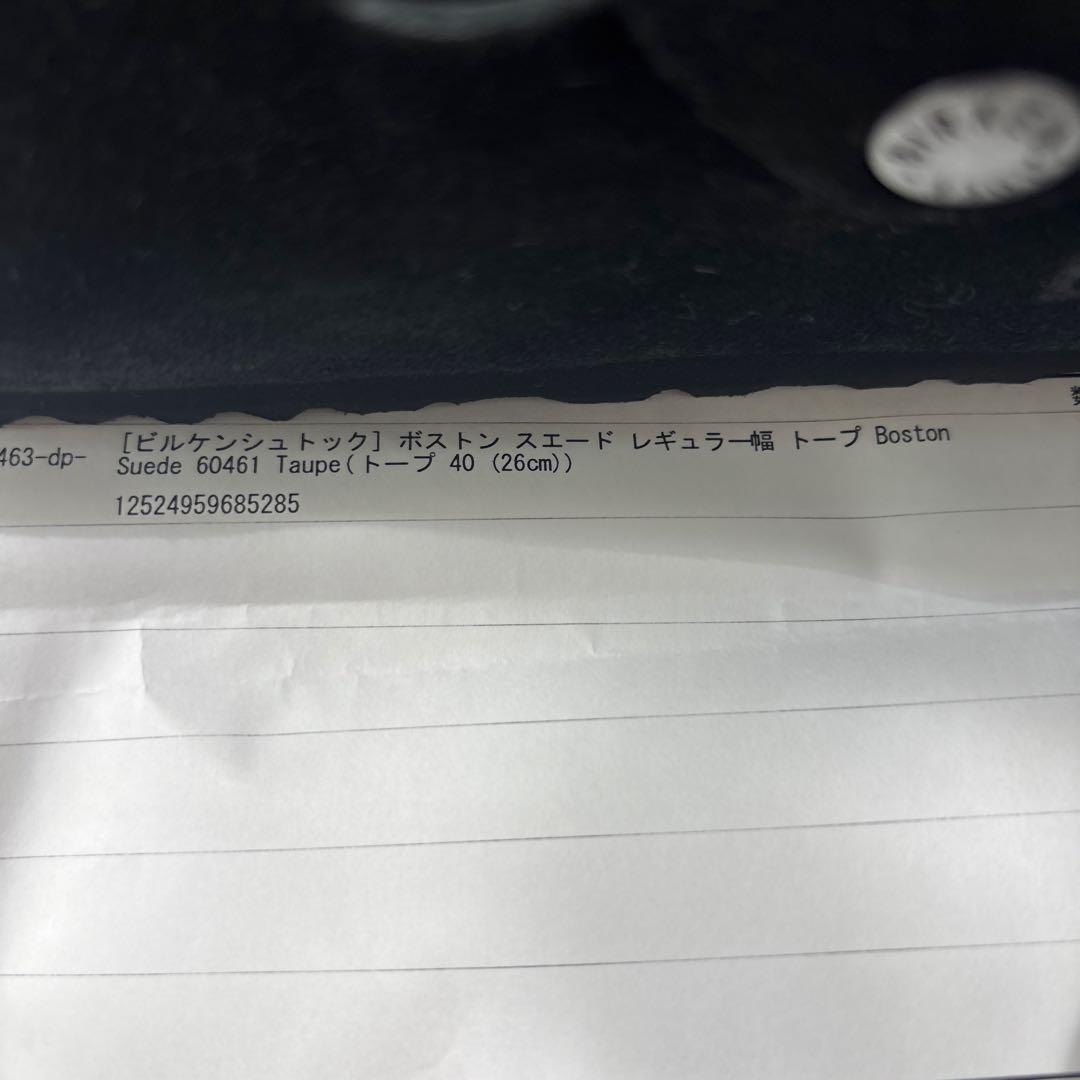 463-dp-
[ビルケンシュトック] ボストン スエード レギュラー幅 トープ Boston
Suede 60461 Taupe(トープ 40 (26cm))
12524959685285